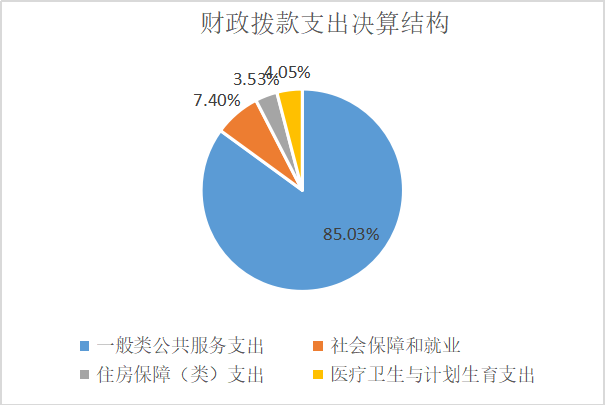 财政拨款支出决算结构
3.53%
4.05%
7.40%
85.03%
一般类公共服务支出
社会保障和就业
住房保障（类）支出
医疗卫生与计划生育支出